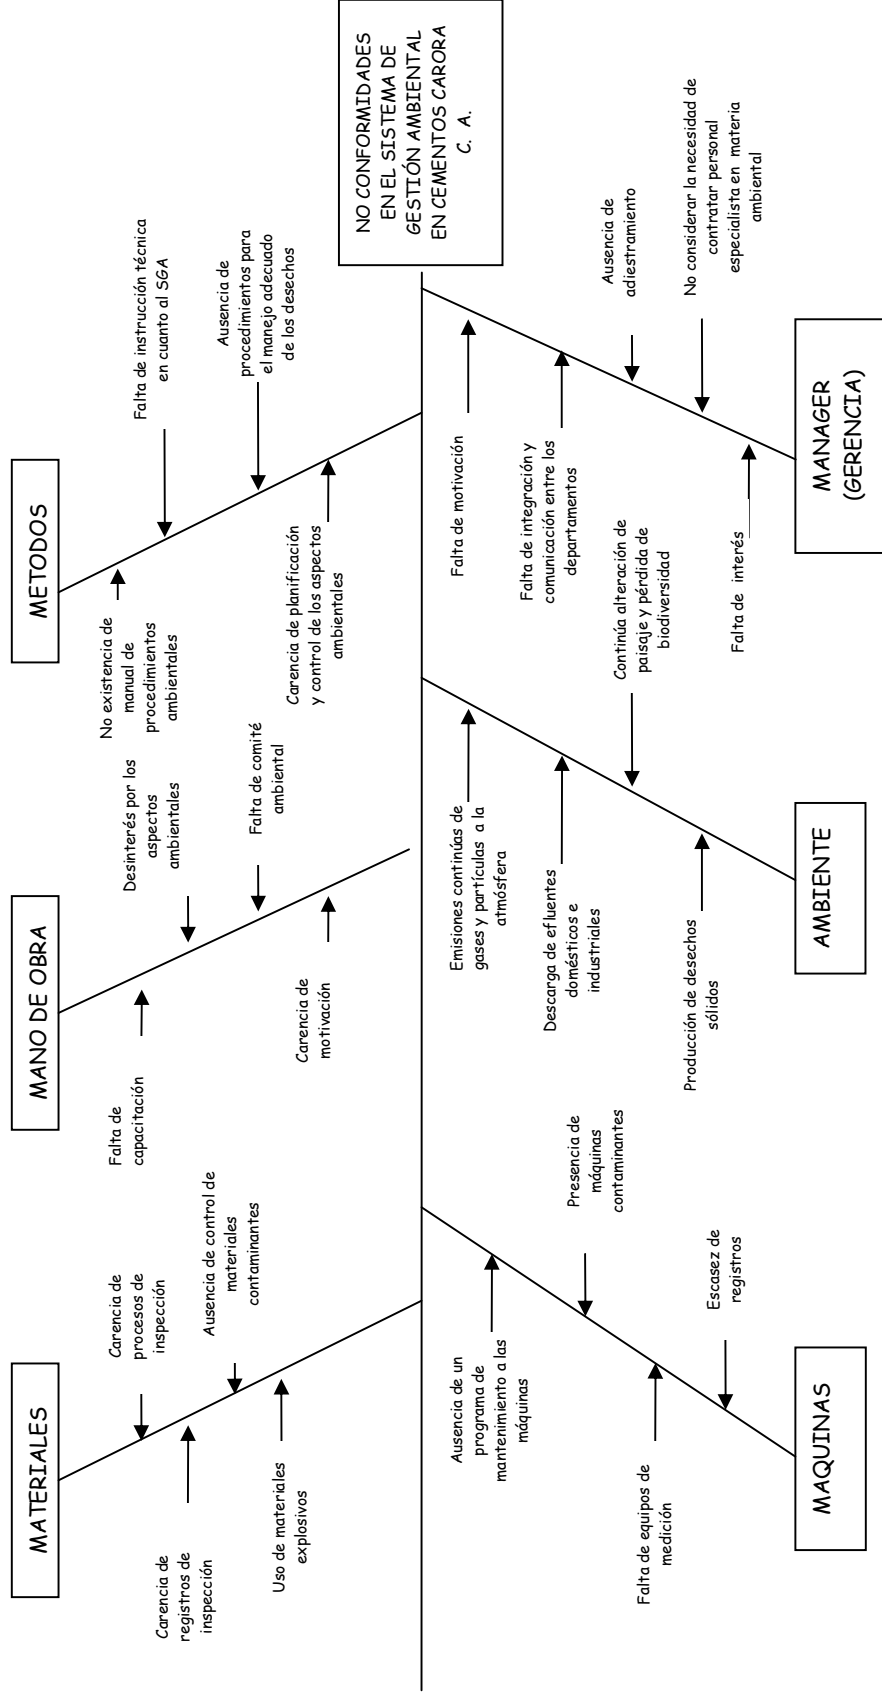 MATERIALES
Carencia de
procesos de
inspección
Carencia de
registros de
inspección
Ausencia de control de
materiales
contaminantes
Uso de materiales
explosivos
MANO DE OBRA
Falta de
capacitación
Desinterés por los
aspectos
ambientales
Falta de comité
ambiental
Carencia de
motivación
METODOS
No existencia de
manual de
procedimientos
ambientales
Falta de instrucción técnica
en cuanto al SGA
Ausencia de
procedimientos para
el manejo adecuado
de los desechos
Carencia de planificación
y control de los aspectos
ambientales
NO CONFORMIDADES
EN EL SISTEMA DE
GESTIÓN AMBIENTAL
EN CEMENTOS CARORA
C. A.
Ausencia de un
programa de
mantenimiento a las
máquinas
Presencia de
máquinas
contaminantes
Falta de equipos de
medición
Escasez de
registros
MAQUINAS
Emisiones continúas de
gases y partículas a la
atmósfera
Descarga de efluentes
domésticos e
industriales
Continúa alteración de
paisaje y pérdida de
biodiversidad
Producción de desechos
sólidos
AMBIENTE
Falta de motivación
Falta de integración y
comunicación entre los
departamentos
Ausencia de
adiestramiento
No considerar la necesidad de
contratar personal
especialista en materia
ambiental
Falta de interés
MANAGER
(GERENCIA)